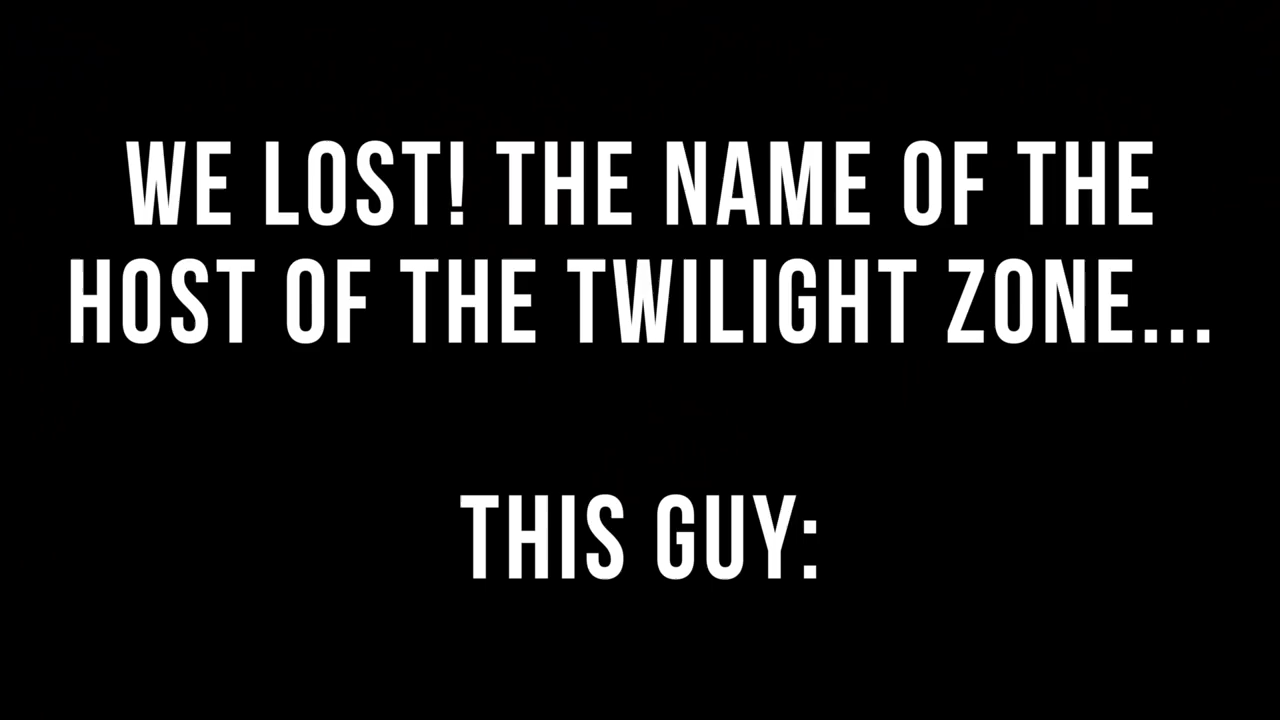 WE LOST! THE NAME OF THE
HOST OF THE TWILIGHT ZONE...
THIS GUY: